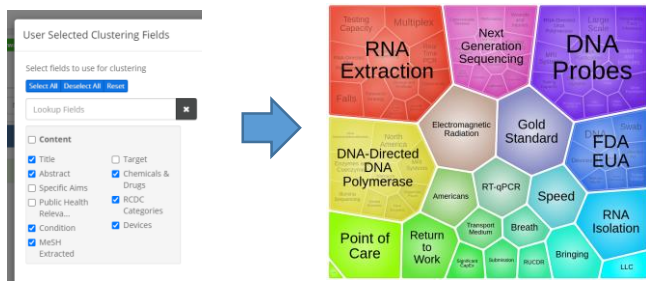 User Selected Clustering Fields
Select fields to use for clustering
Select All Deselect All Reset
Lookup Fields
Content
Title
Target
Abstract
Chemicals &
Drugs
Specific Aims
Public Health
Releva...
RCDC
Categories
Condition
Devices
MeSH
Extracted
Testing
Capacity
Multiplex
RNA
Extraction
Falls
Next
Generation
Sequencing
Large
Scale
DNA
Probes
Electromagnetic
Radiation
Gold
Standard
DNA
Swab
FDA
EUA
North
America
DNA-Directed
DNA
Polymerase
Americans
RT-qPCR
Speed
RNA
Isolation
Point of
Care
Return
to
Work
Transport
Medium
Breath
Significant
CapEx
Submission
RUCDR
Bringing
LLC